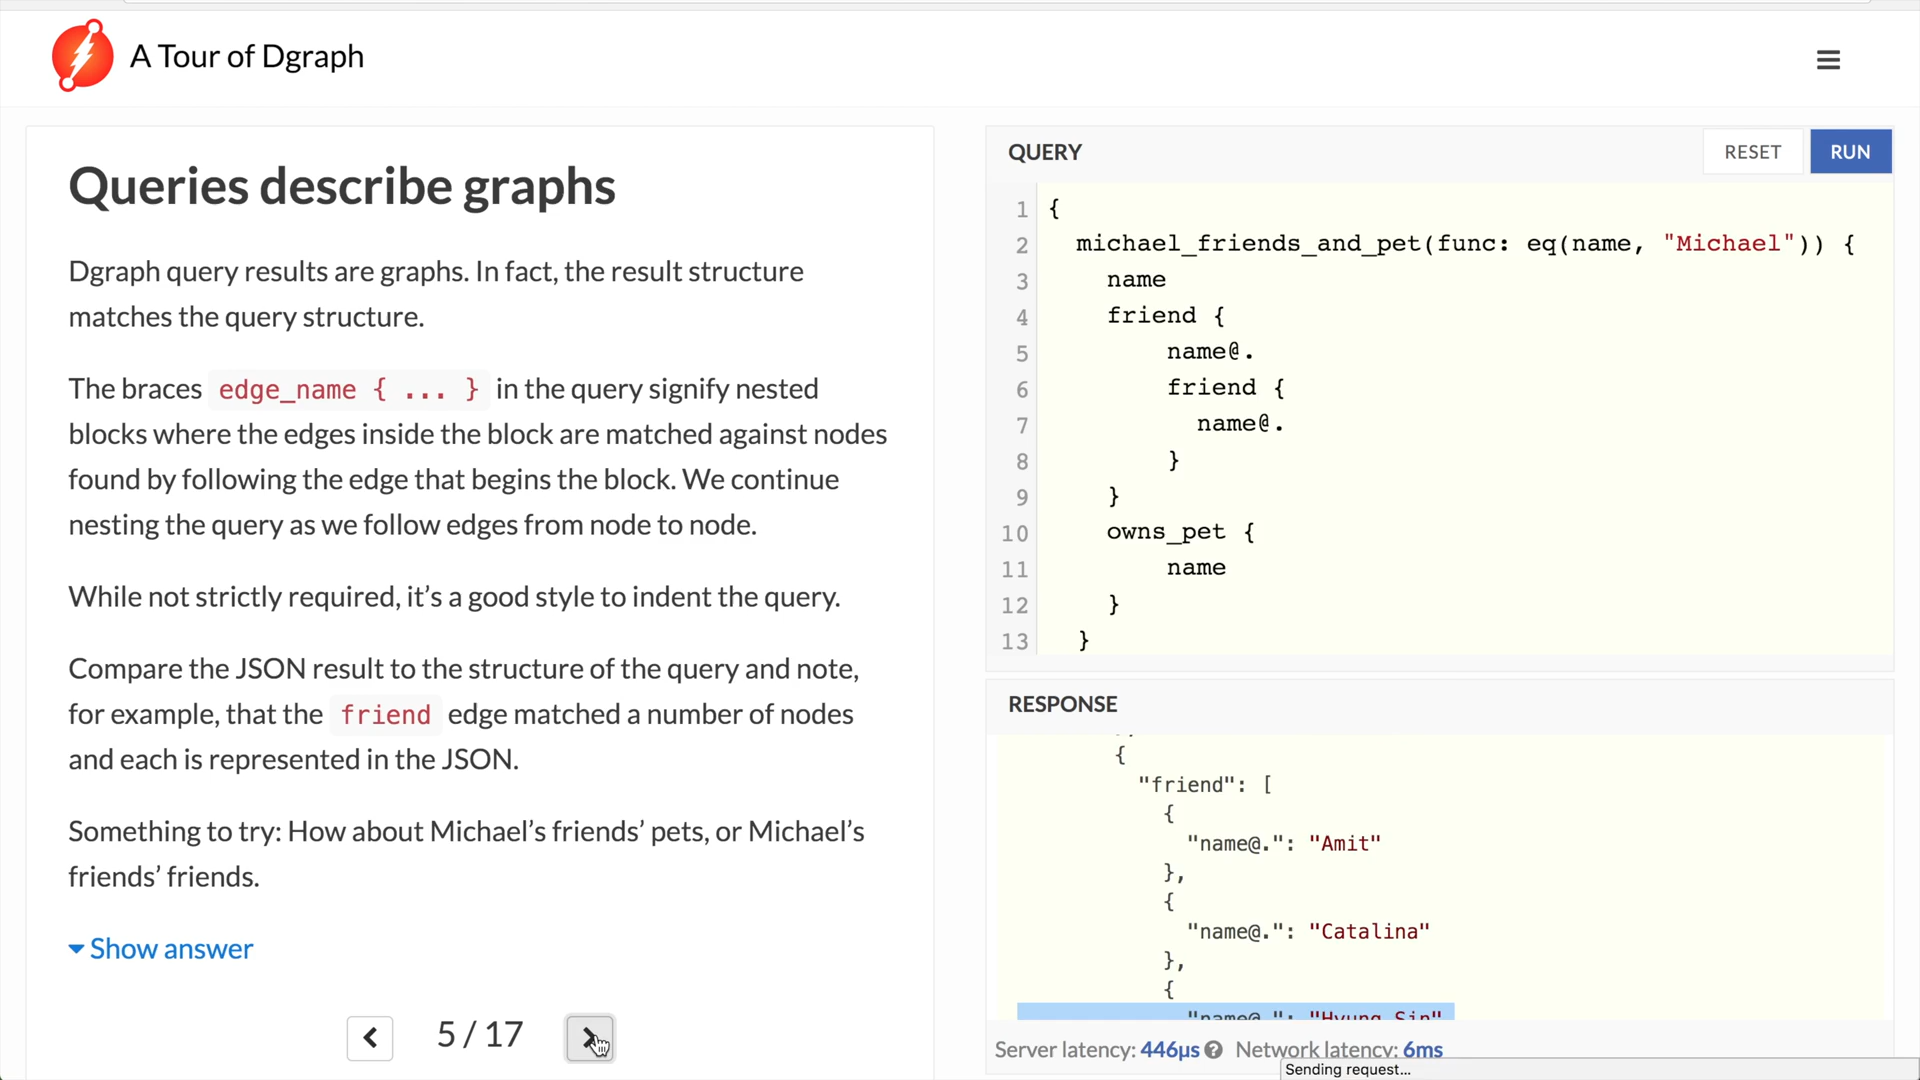 A Tour of Dgraph
Queries describe graphs
Dgraph query results are graphs. In fact, the result structure
matches the query structure.
The braces edge_name { ... } in the query signify nested
blocks where the edges inside the block are matched against nodes
found by following the edge that begins the block. We continue
nesting the query as we follow edges from node to node.
While not strictly required, it’s a good style to indent the query.
Compare the JSON result to the structure of the query and note,
for example, that the friend edge matched a number of nodes
and each is represented in the JSON.
Something to try: How about Michael’s friends’ pets, or Michael’s
friends’ friends.
Show answer
5 / 17
QUERY
RESET
RUN
1 {
2 michael_friends_and_pet(func: eq(name, "Michael")) {
3 name
4 friend {
5 name@.
6 friend {
7 name@.
8 }
9 }
10 owns_pet {
11 name
12 }
13 }
RESPONSE
{
"friend": [
{
"name@.": "Amit"
},
{
"name@.": "Catalina"
},
{
"name@.": "Hyung Sin"
Server latency: 446µs Network latency: 6ms
Sending request...